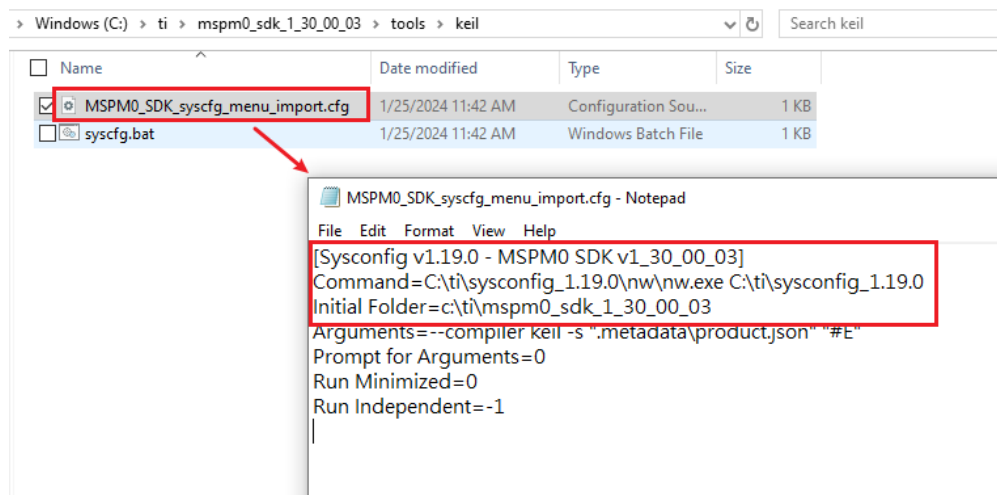 Windows (C:) > ti > mspm0_sdk_1_30_00_03 > tools > keil
Search keil
Name Date modified Type Size
MSPM0_SDK_syscfg_menu_import.cfg 1/25/2024 11:42 AM Configuration Sou... 1 KB
syscfg.bat 1/25/2024 11:42 AM Windows Batch File 1 KB
MSPM0_SDK_syscfg_menu_import.cfg - Notepad
File Edit Format View Help
[Sysconfig v1.19.0 - MSPM0 SDK v1_30_00_03]
Command=C:\ti\sysconfig_1.19.0\nw\nw.exe C:\ti\sysconfig_1.19.0
Initial Folder=c:\ti\mspm0_sdk_1_30_00_03
Arguments=--compiler keil -s ".metadata\product.json" "#E"
Prompt for Arguments=0
Run Minimized=0
Run Independent=-1